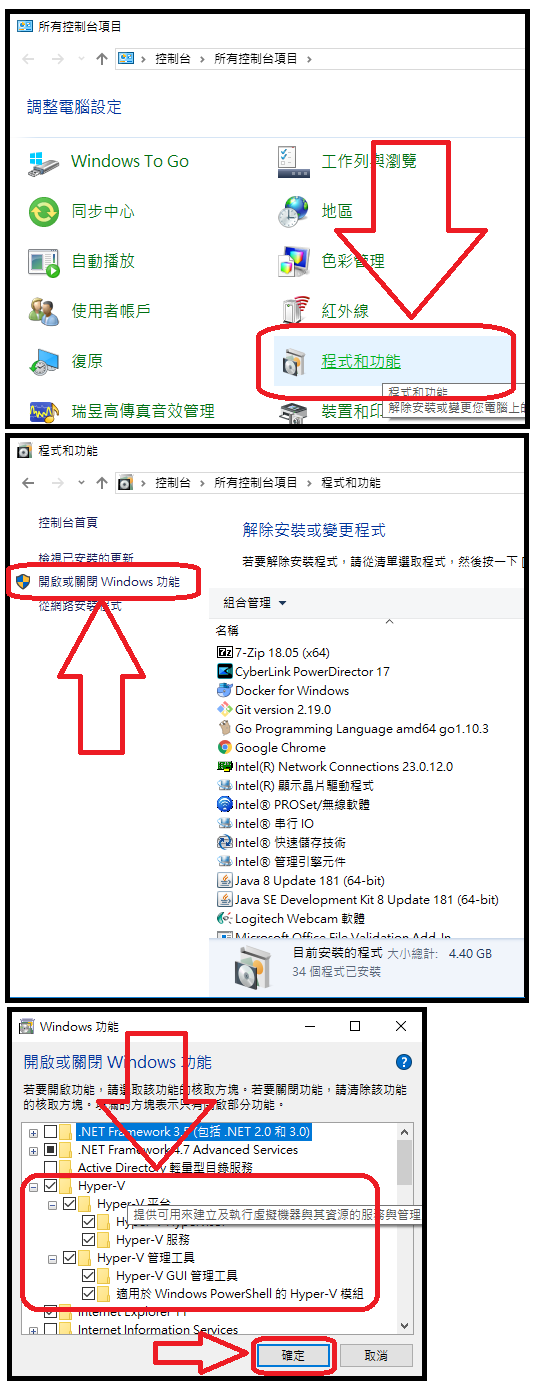 所有控制台項目
控制台 › 所有控制台項目 ›
調整電腦設定
Windows To Go
工作列與瀏覽
同步中心
地區
自動播放
色彩管理
使用者帳戶
紅外線
復原
程式和功能
程式和功能
解除安裝或變更您電腦上的
瑞昱高傳真音效管理
裝置和印
程式和功能
控制台 › 所有控制台項目 › 程式和功能
控制台首頁
檢視已安裝的更新
開啟或關閉 Windows 功能
從網路安裝程式
解除安裝或變更程式
若要解除安裝程式，請從清單選取程式，然後按一下 [
組合管理
名稱
7-Zip 18.05 (x64)
CyberLink PowerDirector 17
Docker for Windows
Git version 2.19.0
Go Programming Language amd64 go1.10.3
Google Chrome
Intel(R) Network Connections 23.0.12.0
Intel(R) 顯示晶片驅動程式
Intel® PROSet/無線軟體
Intel® 串行 IO
Intel® 快速儲存技術
Intel® 管理引擎元件
Java 8 Update 181 (64-bit)
Java SE Development Kit 8 Update 181 (64-bit)
Logitech Webcam 軟體
Microsoft Office File Validation Add-In
目前安裝的程式 大小總計: 4.40 GB
34 個程式已安裝
Windows 功能
開啟或關閉 Windows 功能
若要開啟功能，請選取該功能的核取方塊。若要關閉功能，請清除該功能
的核取方塊。填滿的方塊表示只有開啟部分功能。
.NET Framework 3.5 (包括 .NET 2.0 和 3.0)
.NET Framework 4.7 Advanced Services
Active Directory 輕量型目錄服務
Hyper-V
Hyper-V 平台
提供可用來建立及執行虛擬機器與其資源的服務與管理
Hyper-V Hypervisor
Hyper-V 服務
Hyper-V 管理工具
Hyper-V GUI 管理工具
適用於 Windows PowerShell 的 Hyper-V 模組
Internet Explorer 11
Internet Information Services
確定
取消